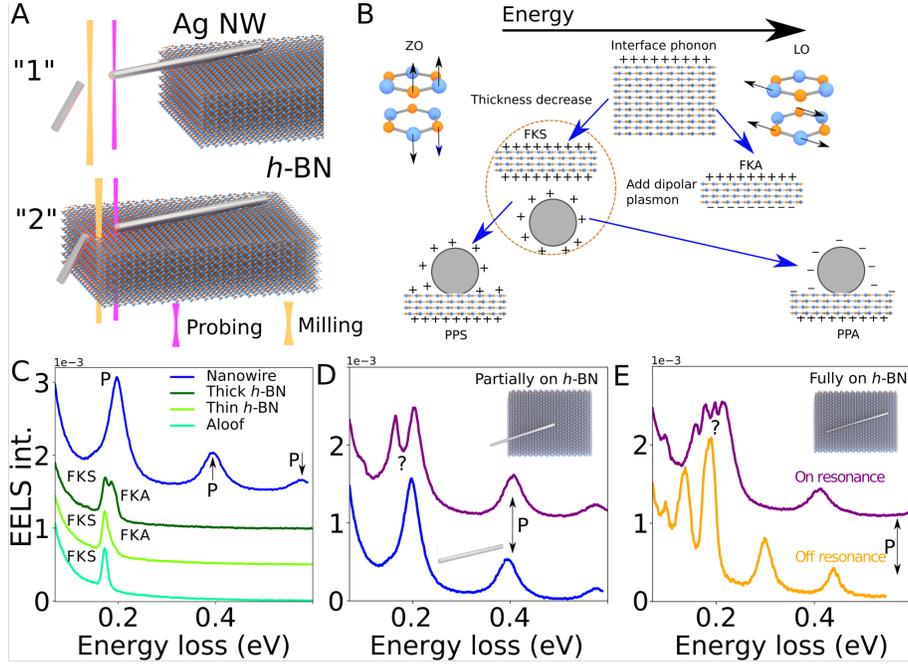 A
Ag NW
"1"
h-BN
"2"
Probing
Milling
B
Energy
ZO
Interface phonon
+++++++++
LO
Thickness decrease
FKS
+++++++++
+++++++++
FKA
+++++++++
Add dipolar
plasmon
PPS
PPA
C
1e−3
EELS int.
3
2
1
0
P
Nanowire
Thick h-BN
Thin h-BN
Aloof
P
P
FKS
FKA
FKS
FKA
FKS
0.2
0.4
Energy loss (eV)
D
1e−3
2
1
0
Partially on h-BN
?
P
0.2
0.4
Energy loss (eV)
E
1e−3
2
1
0
Fully on h-BN
?
On resonance
Off resonance
P
0.2
0.4
Energy loss (eV)